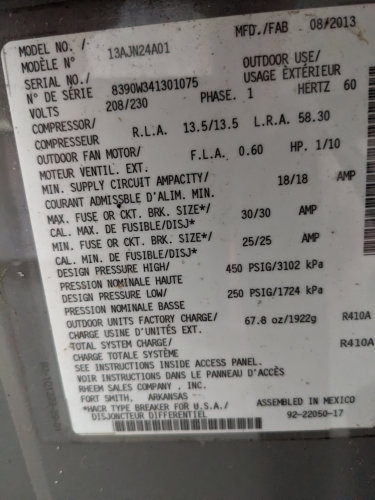 MODEL NO. / 13AJN24A01 MFD./FAB 08/2013
MODÈLE N°
SERIAL NO./ 8390W341301075 OUTDOOR USE/
N° DE SÉRIE USAGE EXTÉRIEUR
VOLTS 208/230 PHASE. 1 HERTZ 60
COMPRESSOR/ R.L.A. 13.5/13.5 L.R.A. 58.30
COMPRESSEUR
OUTDOOR FAN MOTOR/ F.L.A. 0.60 HP. 1/10
MOTEUR VENTIL. EXT.
MIN. SUPPLY CIRCUIT AMPACITY/ 18/18 AMP
COURANT ADMISSBLE D'ALIM. MIN.
MAX. FUSE OR CKT. BRK. SIZE*/ 30/30 AMP
CAL. MAX. DE FUSIBLE/DISJ*
MIN. FUSE OR CKT. BRK. SIZE*/ 25/25 AMP
CAL. MIN. DE FUSIBLE/DISJ*
DESIGN PRESSURE HIGH/ 450 PSIG/3102 kPa
PRESSION NOMINALE HAUTE
DESIGN PRESSURE LOW/ 250 PSIG/1724 kPa
PRESSION NOMINALE BASSE
OUTDOOR UNITS FACTORY CHARGE/ 67.8 oz/1922g R410A
CHARGE USINE D'UNITÉS EXT.
TOTAL SYSTEM CHARGE/ R410A
CHARGE TOTALE SYSTÈME
SEE INSTRUCTIONS INSIDE ACCESS PANEL.
VOIR INSTRUCTIONS DANS LE PANNEAU D'ACCÈS
RHEEM SALES COMPANY , INC.
FORT SMITH, ARKANSAS ASSEMBLED IN MEXICO
*HACR TYPE BREAKER FOR U.S.A./ 92-22050-17
DISJONCTEUR DIFFERENTIEL